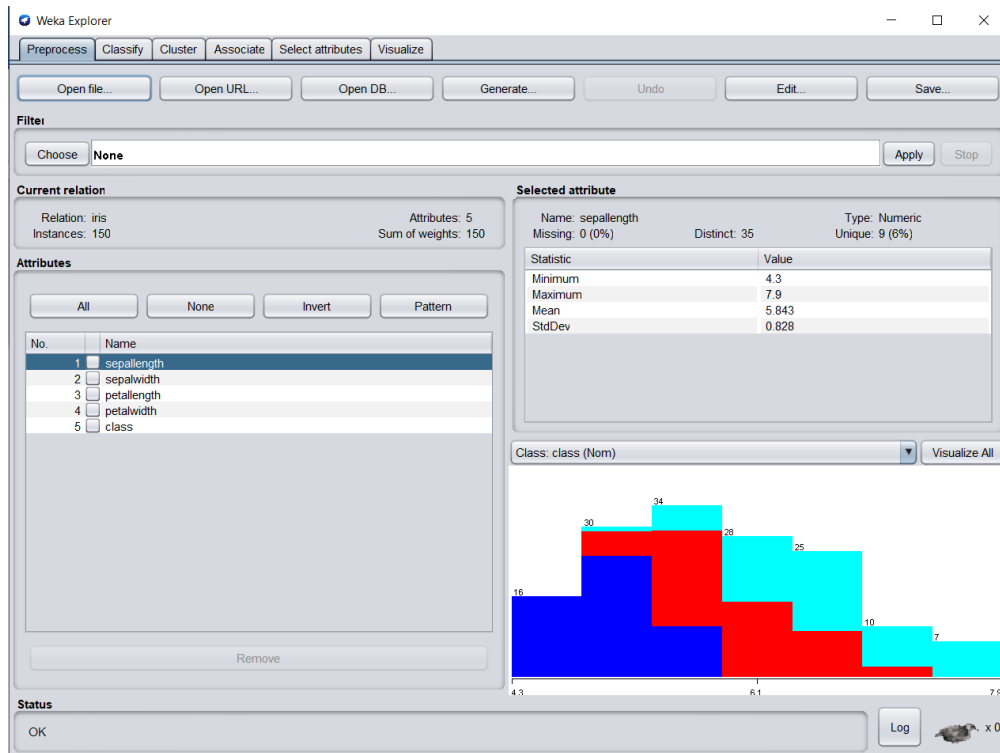 Weka Explorer
Preprocess Classify Cluster Associate Select attributes Visualize
Open file... Open URL... Open DB... Generate... Undo Edit... Save...
Filter
Choose None Apply Stop
Current relation
Relation: iris Attributes: 5
Instances: 150 Sum of weights: 150
Attributes
All None Invert Pattern
No. Name
1 sepallength
2 sepalwidth
3 petallength
4 petalwidth
5 class
Remove
Selected attribute
Name: sepallength Type: Numeric
Missing: 0 (0%) Distinct: 35 Unique: 9 (6%)
Statistic Value
Minimum 4.3
Maximum 7.9
Mean 5.843
StdDev 0.828
Class: class (Nom) Visualize All
16 30 34 28 25 10 7
4.3 6.1 7.9
Status
OK Log x 0